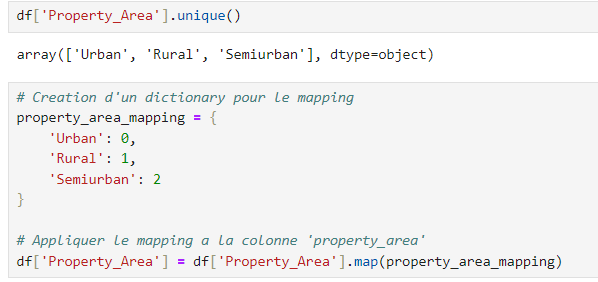 df['Property_Area'].unique()
array(['Urban', 'Rural', 'Semiurban'], dtype=object)
# Creation d'un dictionary pour le mapping
property_area_mapping = {
    'Urban': 0,
    'Rural': 1,
    'Semiurban': 2
}
# Appliquer le mapping a la colonne 'property_area'
df['Property_Area'] = df['Property_Area'].map(property_area_mapping)